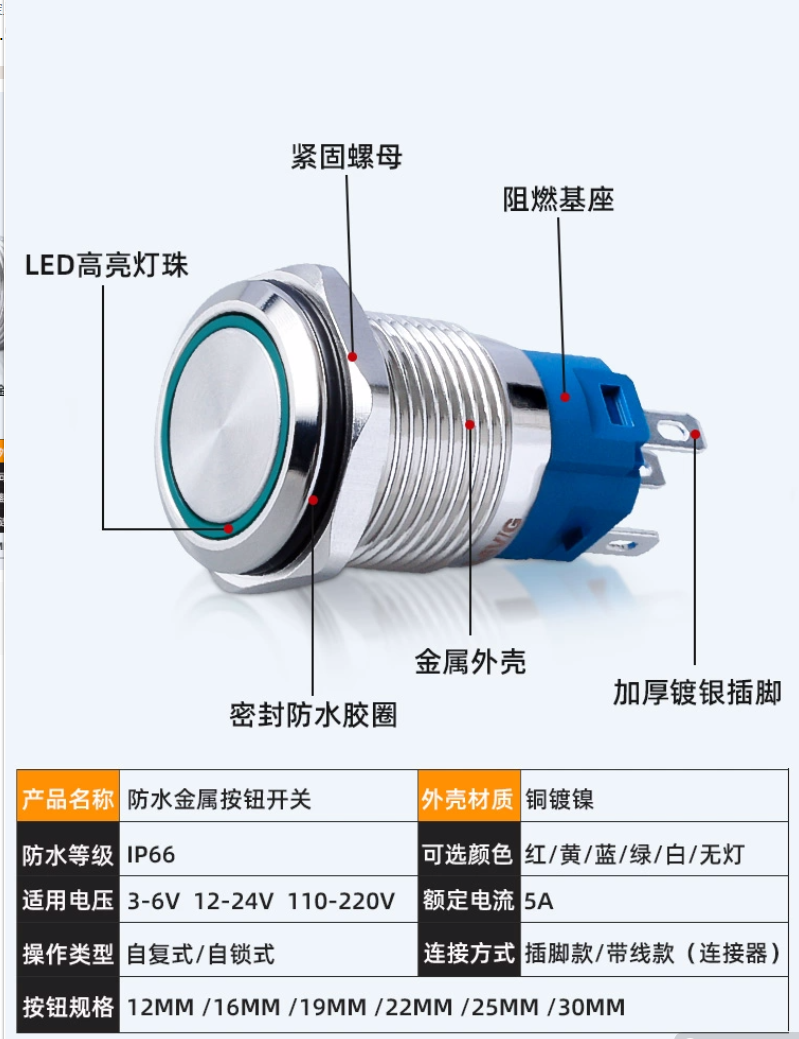 紧固螺母
阻燃基座
LED高亮灯珠
金属外壳
加厚镀银插脚
密封防水胶圈
产品名称 防水金属按钮开关 外壳材质 铜镀镍
防水等级 IP66 可选颜色 红/黄/蓝/绿/白/无灯
适用电压 3-6V 12-24V 110-220V 额定电流 5A
操作类型 自复式/自锁式 连接方式 插脚款/带线款（连接器）
按钮规格 12MM /16MM /19MM /22MM /25MM /30MM